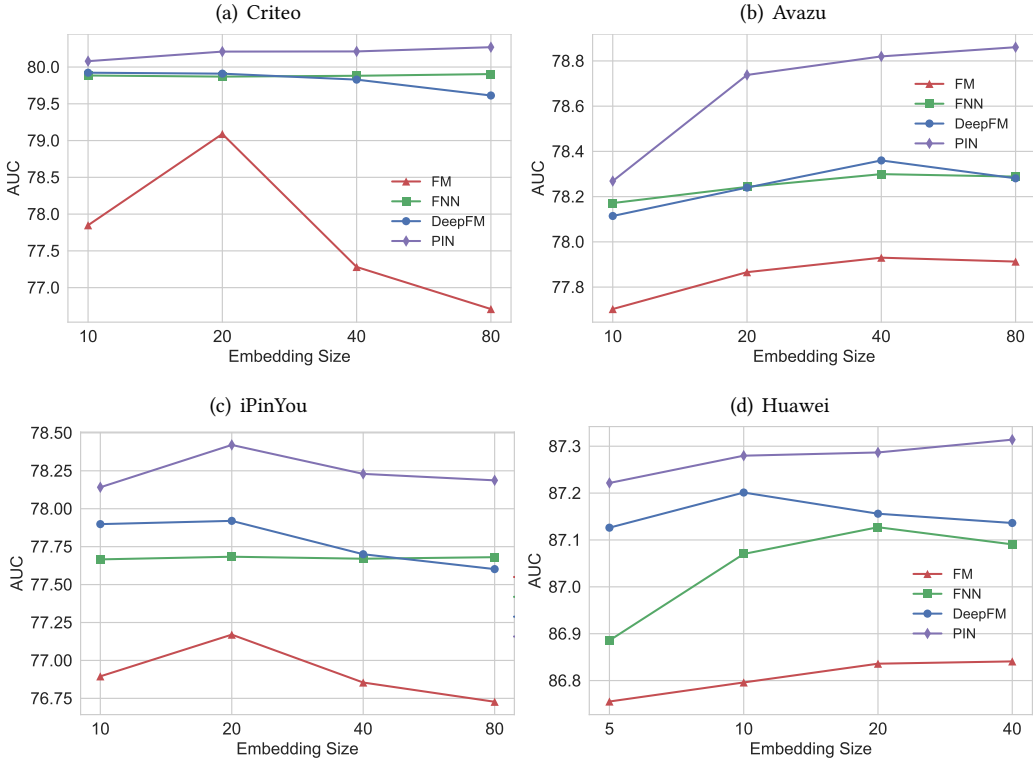 (a) Criteo
80.0
79.5
79.0
78.5
78.0
77.5
77.0
AUC
FM
FNN
DeepFM
PIN
10 20 40 80
Embedding Size
(b) Avazu
78.8
78.6
78.4
78.2
78.0
77.8
AUC
FM
FNN
DeepFM
PIN
10 20 40 80
Embedding Size
(c) iPinYou
78.50
78.25
78.00
77.75
77.50
77.25
77.00
76.75
AUC
10 20 40 80
Embedding Size
(d) Huawei
87.3
87.2
87.1
87.0
86.9
86.8
AUC
FM
FNN
DeepFM
PIN
5 10 20 40
Embedding Size